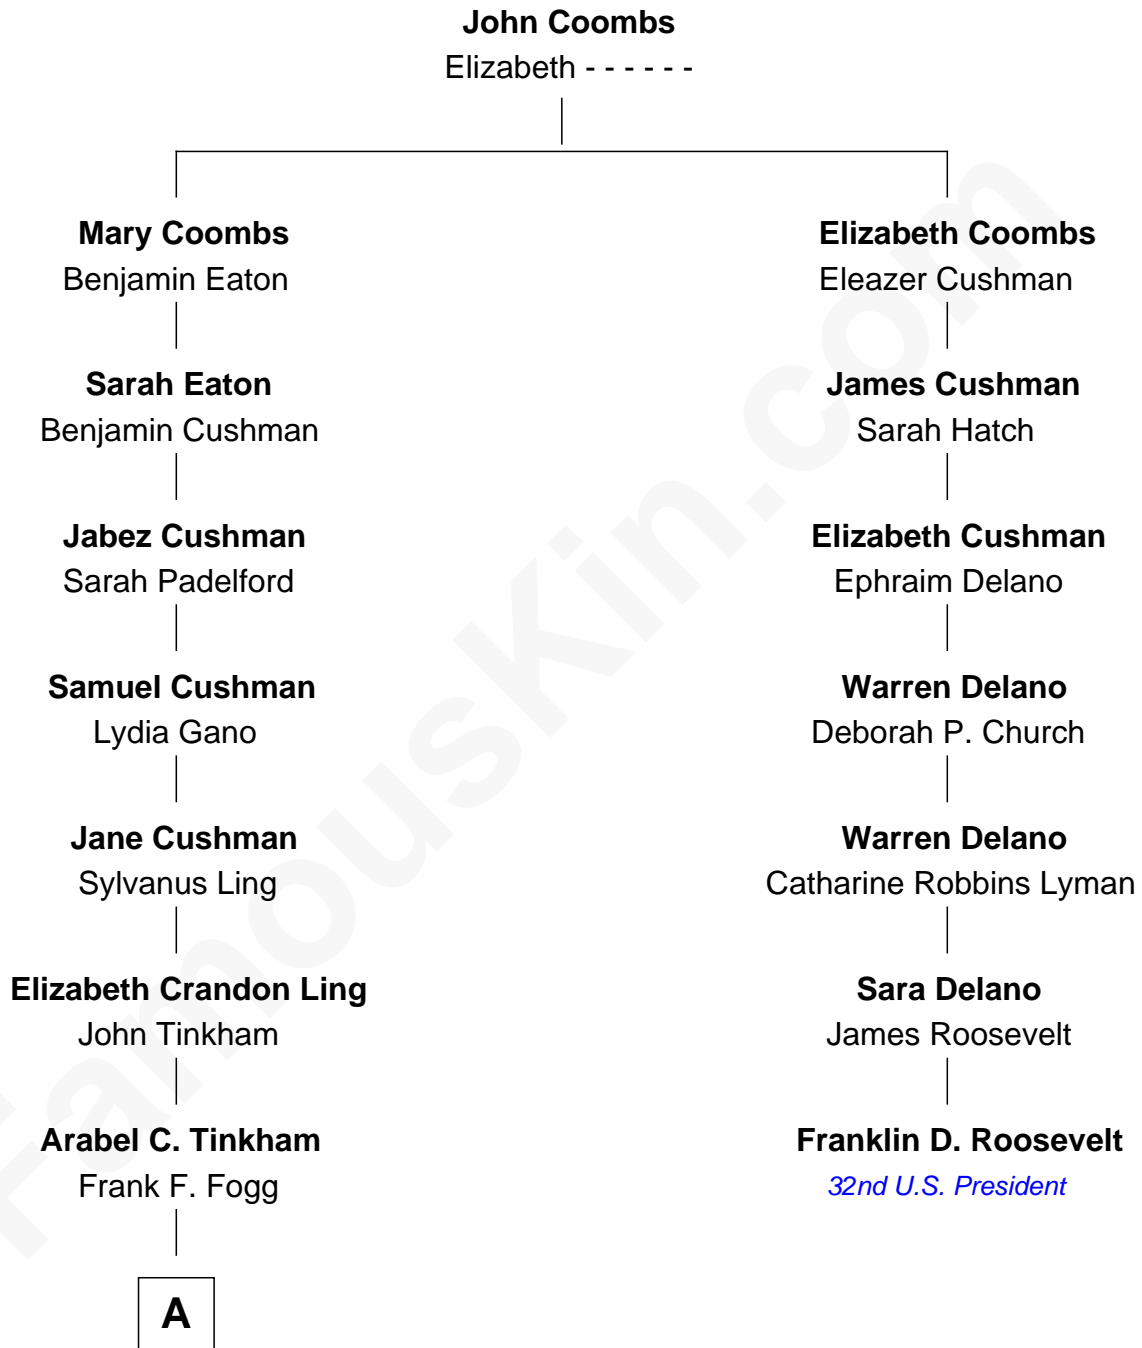 John Coombs
Elizabeth - - - - - -
Mary Coombs
Benjamin Eaton
Elizabeth Coombs
Eleazer Cushman
Sarah Eaton
Benjamin Cushman
James Cushman
Sarah Hatch
Jabez Cushman
Sarah Padelford
Elizabeth Cushman
Ephraim Delano
Samuel Cushman
Lydia Gano
Warren Delano
Deborah P. Church
Jane Cushman
Sylvanus Ling
Warren Delano
Catharine Robbins Lyman
Elizabeth Crandon Ling
John Tinkham
Sara Delano
James Roosevelt
Arabel C. Tinkham
Frank F. Fogg
Franklin D. Roosevelt
32nd U.S. President
A
FamousKin.com